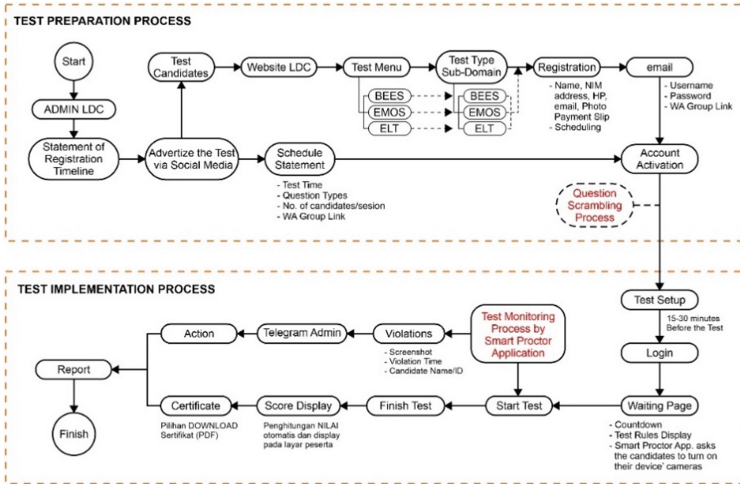 TEST PREPARATION PROCESS
Start
ADMIN LDC
Statement of
Registration
Timeline
Test
Candidates
Advertize the Test
via Social Media
Website LDC
Schedule
Statement
- Test Time
- Question Types
- No. of candidates/sesion
- WA Group Link
Test Menu
BEES
EMOS
ELT
Test Type
Sub-Domain
BEES
EMOS
ELT
Registration
- Name, NIM
address, HP,
email, Photo
Payment Slip
- Scheduling
email
- Username
- Password
- WA Group Link
Account
Activation
Question
Scrambling
Process
TEST IMPLEMENTATION PROCESS
Test Setup
15-30 minutes
Before the Test
Login
Waiting Page
- Countdown
- Test Rules Display
- Smart Proctor App. asks
the candidates to turn on
their device' cameras
Test Monitoring
Process by
Smart Proctor
Application
Start Test
Violations
- Screenshot
- Violation Time
- Candidate Name/ID
Telegram Admin
Action
Finish Test
Score Display
Penghitungan NILAI
otomatis dan display
pada layar peserta
Certificate
Pilihan DOWNLOAD
Sertifikat (PDF)
Report
Finish